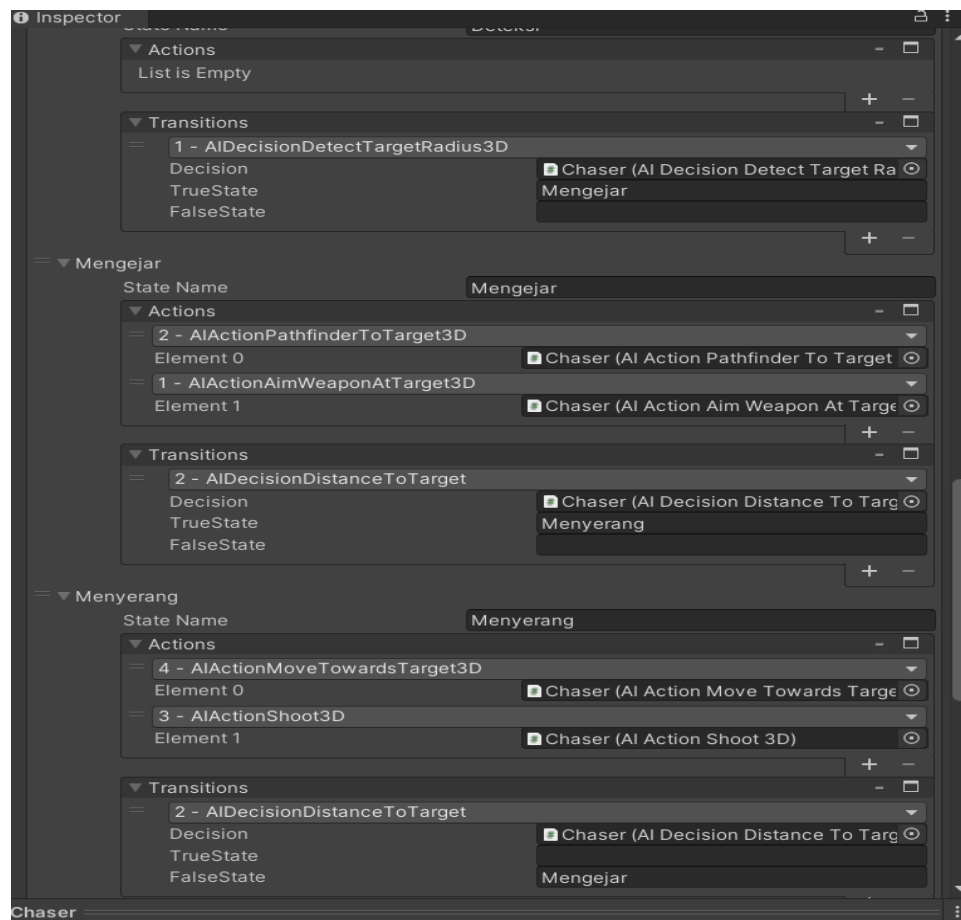 Inspector
State Name Deteksi
Actions
List is Empty
Transitions
1 - AIDecisionDetectTargetRadius3D
Decision Chaser (AI Decision Detect Target Ra
TrueState Mengejar
FalseState
Mengejar
State Name Mengejar
Actions
2 - AIActionPathfinderToTarget3D
Element 0 Chaser (AI Action Pathfinder To Target
1 - AIActionAimWeaponAtTarget3D
Element 1 Chaser (AI Action Aim Weapon At Targe
Transitions
2 - AIDecisionDistanceToTarget
Decision Chaser (AI Decision Distance To Targ
TrueState Menyerang
FalseState
Menyerang
State Name Menyerang
Actions
4 - AIActionMoveTowardsTarget3D
Element 0 Chaser (AI Action Move Towards Targe
3 - AIActionShoot3D
Element 1 Chaser (AI Action Shoot 3D)
Transitions
2 - AIDecisionDistanceToTarget
Decision Chaser (AI Decision Distance To Targ
TrueState
FalseState Mengejar
Chaser